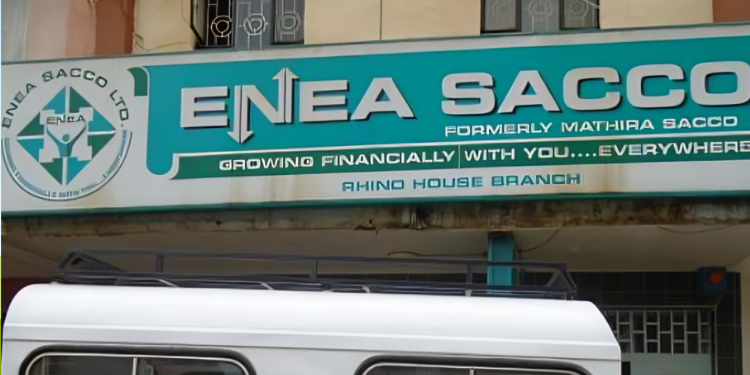 ENEA SACCO LTD.
ENEA
ENEA SACCO
FORMERLY MATHIRA SACCO
GROWING FINANCIALLY WITH YOU....EVERYWHERE
RHINO HOUSE BRANCH